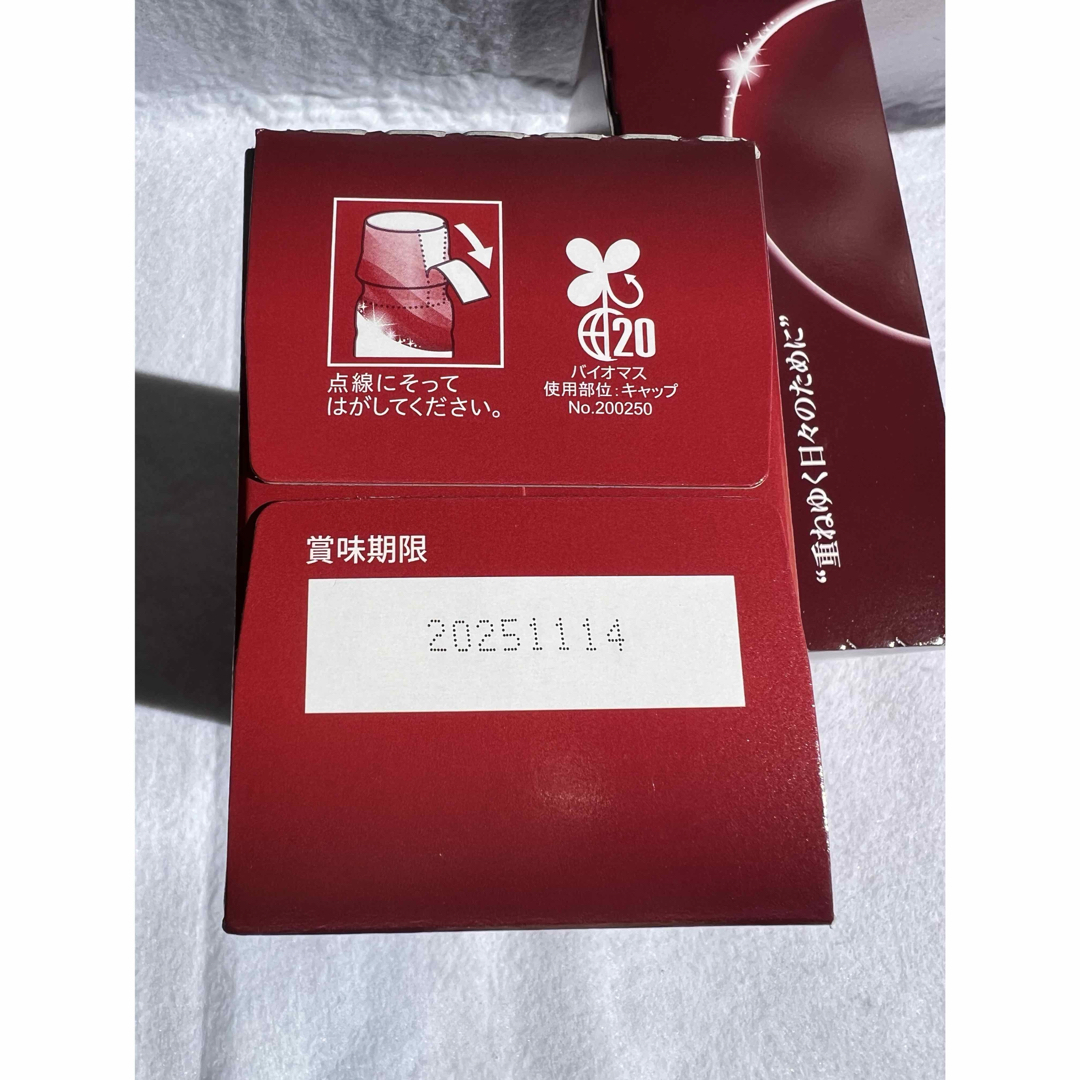 点線にそって
はがしてください。
20
バイオマス
使用部位：キャップ
No.200250
賞味期限
20251114
“重ねゆく日々のために”